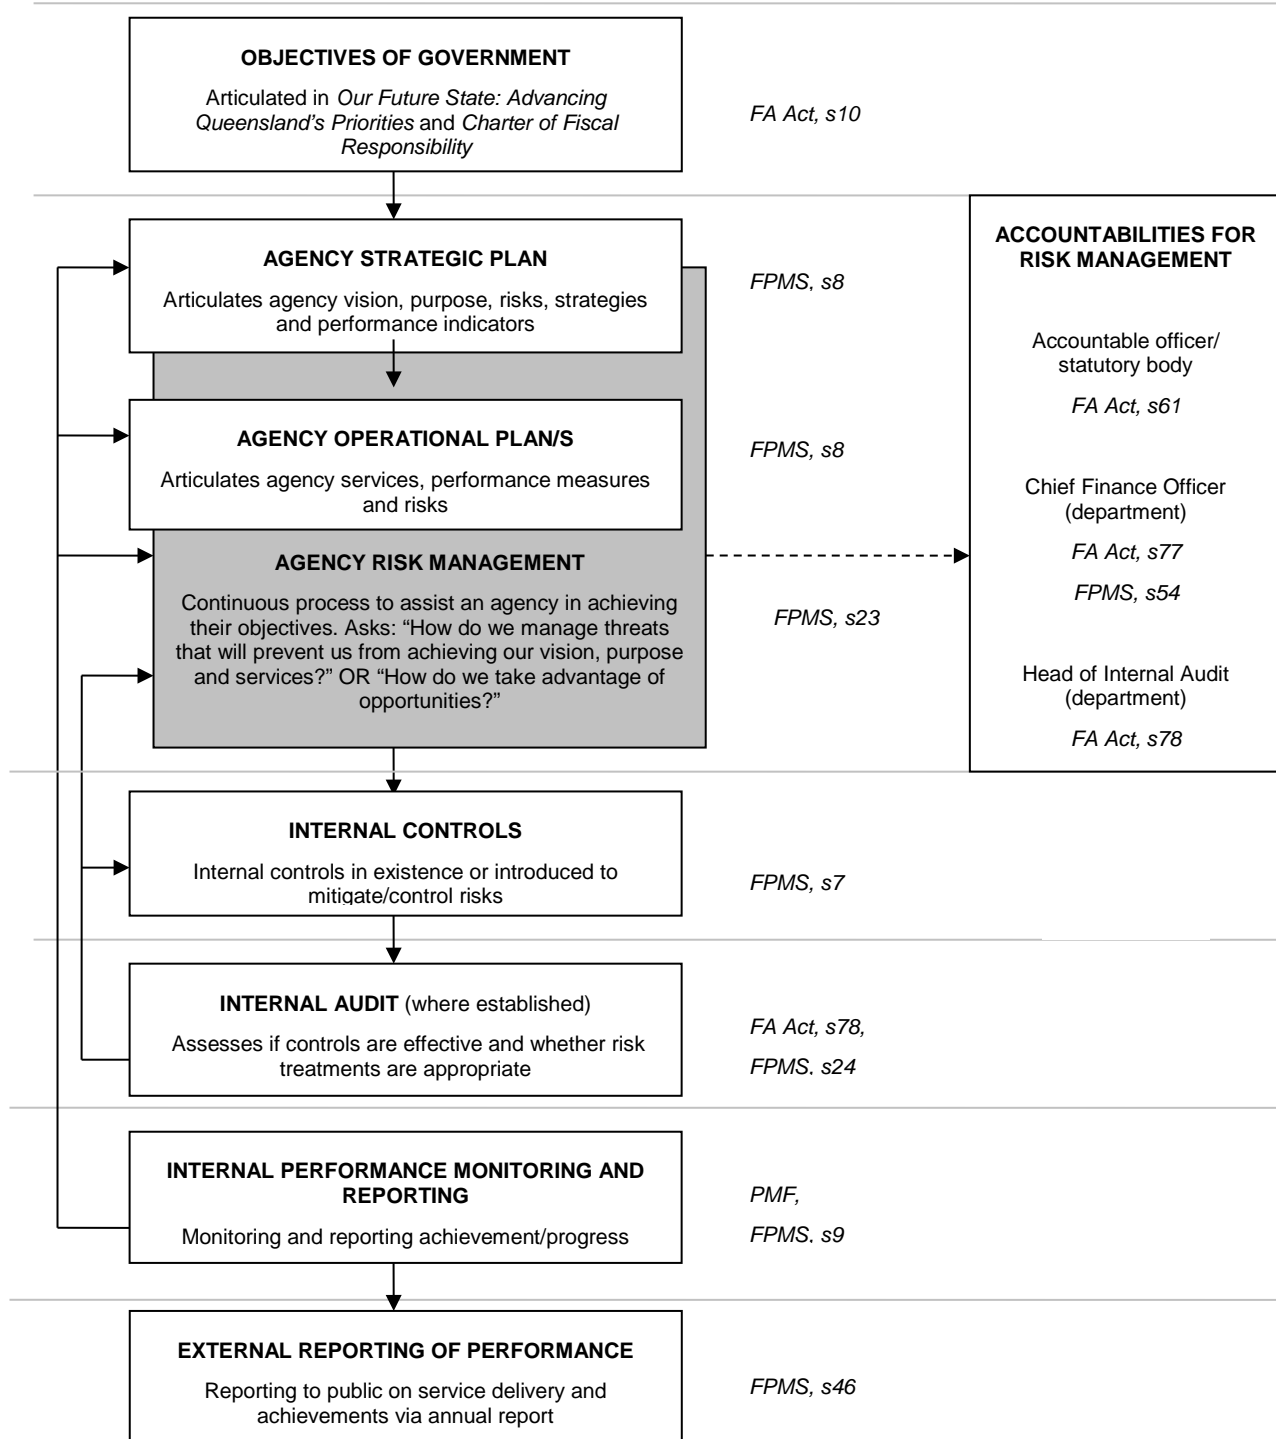 OBJECTIVES OF GOVERNMENT
Articulated in Our Future State: Advancing
Queensland's Priorities and Charter of Fiscal
Responsibility
FA Act, s10
AGENCY STRATEGIC PLAN
Articulates agency vision, purpose, risks, strategies
and performance indicators
FPMS, s8
AGENCY OPERATIONAL PLAN/S
Articulates agency services, performance measures
and risks
FPMS, s8
AGENCY RISK MANAGEMENT
Continuous process to assist an agency in achieving
their objectives. Asks: “How do we manage threats
that will prevent us from achieving our vision, purpose
and services?” OR “How do we take advantage of
opportunities?”
FPMS, s23
ACCOUNTABILITIES FOR
RISK MANAGEMENT
Accountable officer/
statutory body
FA Act, s61
Chief Finance Officer
(department)
FA Act, s77
FPMS, s54
Head of Internal Audit
(department)
FA Act, s78
INTERNAL CONTROLS
Internal controls in existence or introduced to
mitigate/control risks
FPMS, s7
INTERNAL AUDIT (where established)
Assesses if controls are effective and whether risk
treatments are appropriate
FA Act, s78,
FPMS. s24
INTERNAL PERFORMANCE MONITORING AND
REPORTING
Monitoring and reporting achievement/progress
PMF,
FPMS. s9
EXTERNAL REPORTING OF PERFORMANCE
Reporting to public on service delivery and
achievements via annual report
FPMS, s46